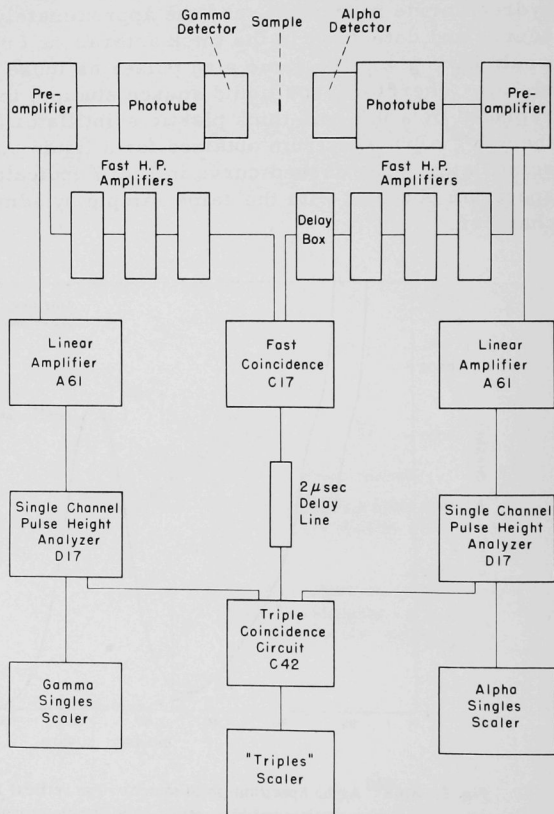 Gamma
Detector
Sample
Alpha
Detector
Pre-
amplifier
Phototube
Phototube
Pre-
amplifier
Fast H. P.
Amplifiers
Fast H. P.
Amplifiers
Delay
Box
Linear
Amplifier
A61
Fast
Coincidence
C17
Linear
Amplifier
A61
2 μsec
Delay
Line
Single Channel
Pulse Height
Analyzer
D17
Single Channel
Pulse Height
Analyzer
D17
Triple
Coincidence
Circuit
C42
Gamma
Singles
Scaler
Alpha
Singles
Scaler
"Triples"
Scaler